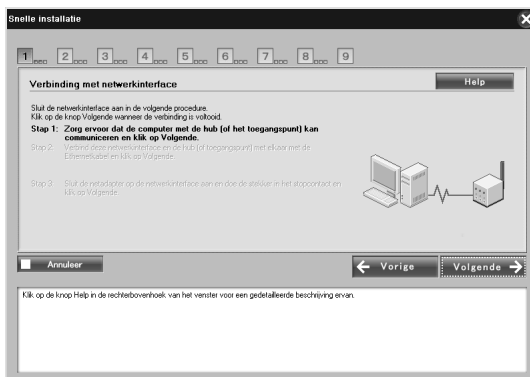 Snelle installatie
1 2 3 4 5 6 7 8 9
Verbinding met netwerkinterface
Help
Sluit de netwerkinterface aan in de volgende procedure.
Klik op de knop Volgende wanneer de verbinding is voltooid.
Stap 1: Zorg ervoor dat de computer met de hub (of het toegangspunt) kan
communiceren en klik op Volgende.
Stap 2: Verbind deze netwerkinterface en de hub (of toegangspunt) met elkaar met de
Ethernetkabel en klik op Volgende.
Stap 3: Sluit de netadapter op de netwerkinterface aan en doe de stekker in het stopcontact en
klik op Volgende.
Annuleer
Vorige
Volgende
Klik op de knop Help in de rechterbovenhoek van het venster voor een gedetailleerde beschrijving ervan.